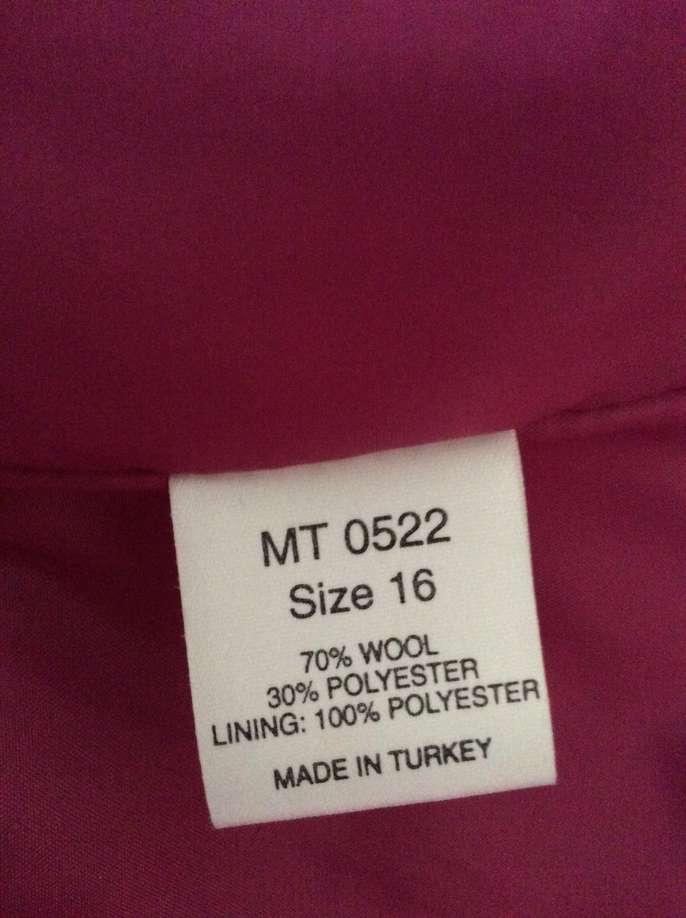 MT 0522
Size 16
70% WOOL
30% POLYESTER
LINING: 100% POLYESTER
MADE IN TURKEY